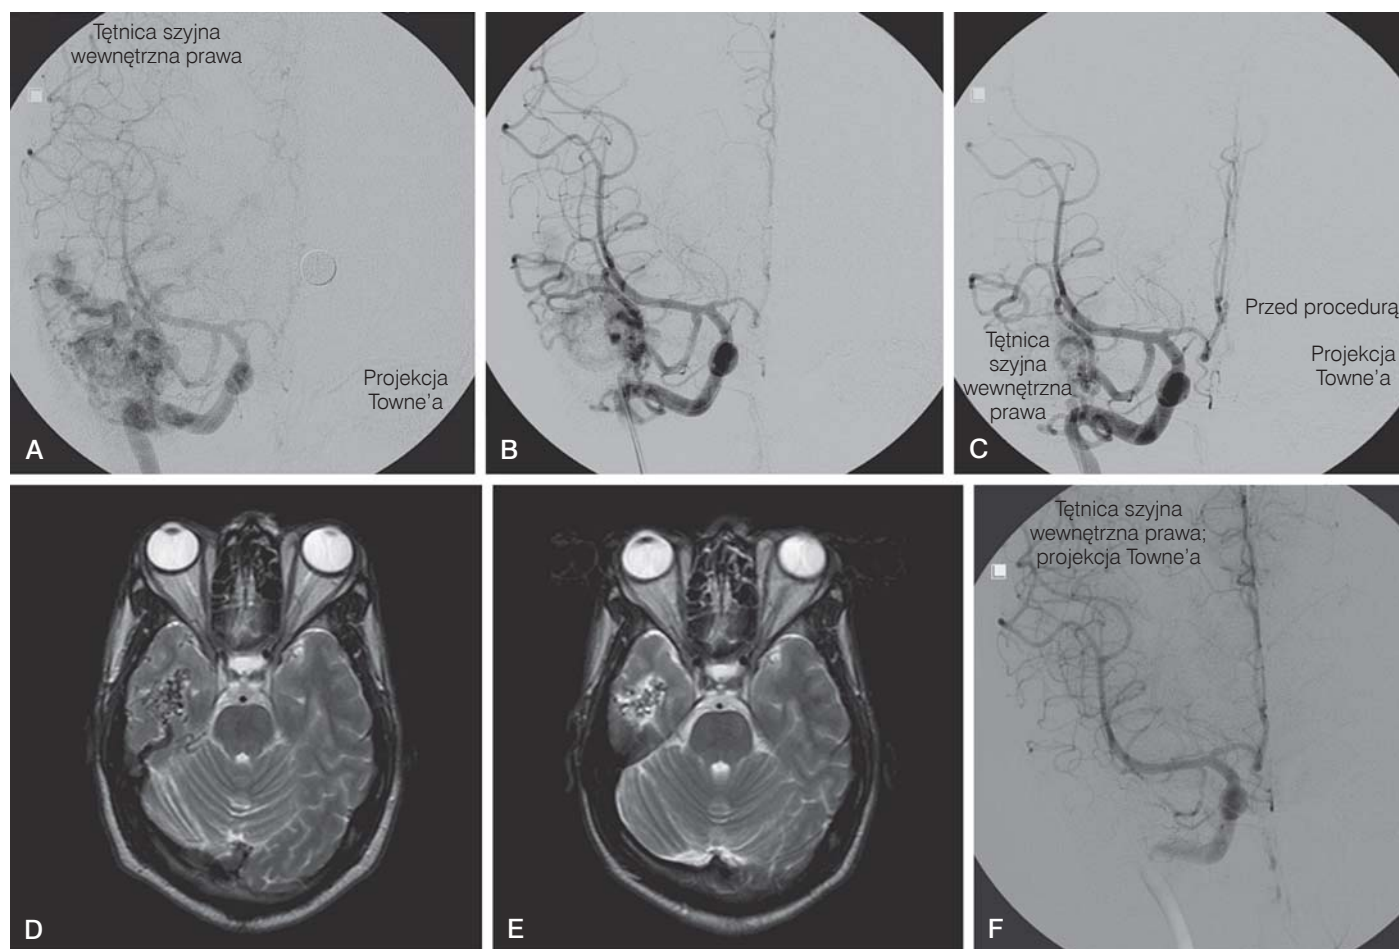 Tętnica szyjna
wewnętrzna prawa
Projekcja
Towne'a
A
B
Przed procedurą
Tętnica
szyjna
wewnętrzna
prawa
Projekcja
Towne'a
C
D
E
Tętnica szyjna
wewnętrzna prawa;
projekcja Towne'a
F